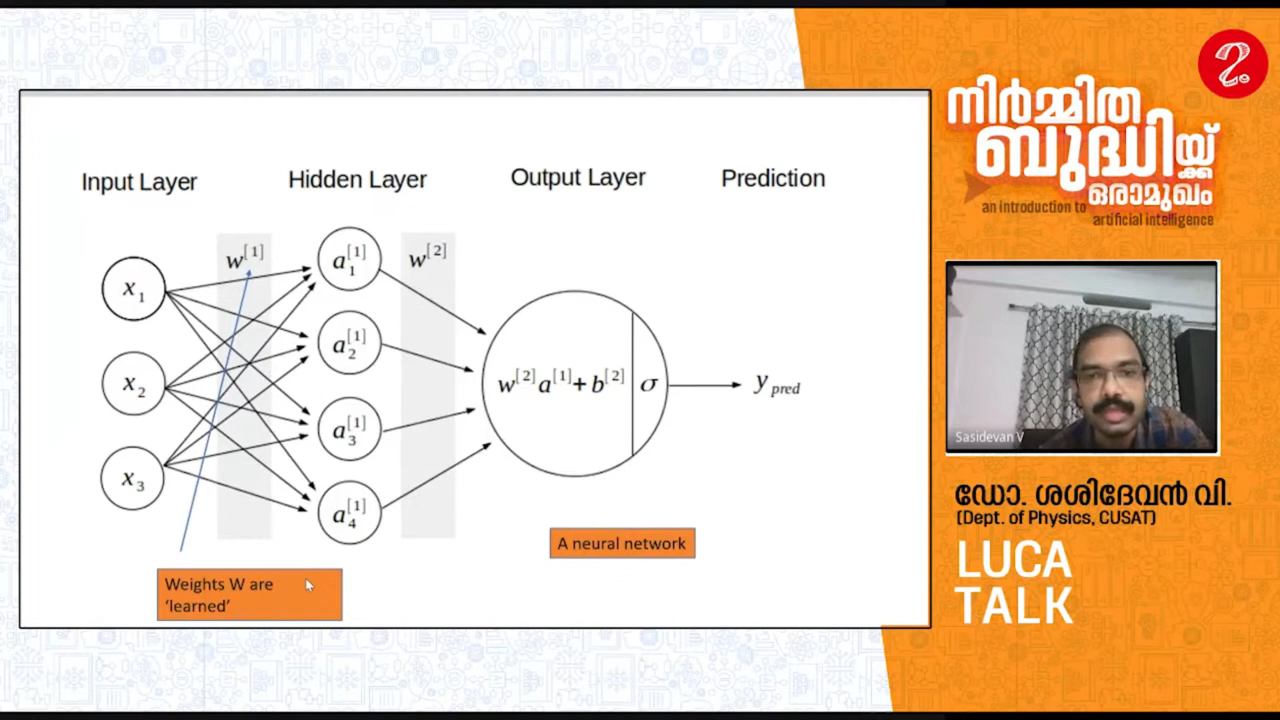 Input Layer
Hidden Layer
Output Layer
Prediction
w[1]
w[2]
x1
x2
x3
a1[1]
a2[1]
a3[1]
a4[1]
w[2]a[1]+b[2]
σ
ypred
A neural network
Weights W are
‘learned’
നിർമ്മിത
ബുദ്ധിയ്ക്ക്
ഒരാമുഖം
an introduction to
artificial intelligence
Sasidevan V
ഡോ. ശശിദേവൻ വി.
(Dept. of Physics, CUSAT)
LUCA
TALK